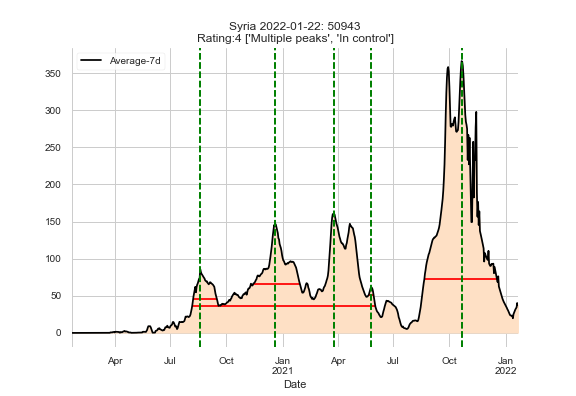 Syria 2022-01-22: 50943
Rating:4 ['Multiple peaks', 'In control']
Average-7d
350
300
250
200
150
100
50
0
Apr Jul Oct Jan Apr Jul Oct Jan
2021 2022
Date